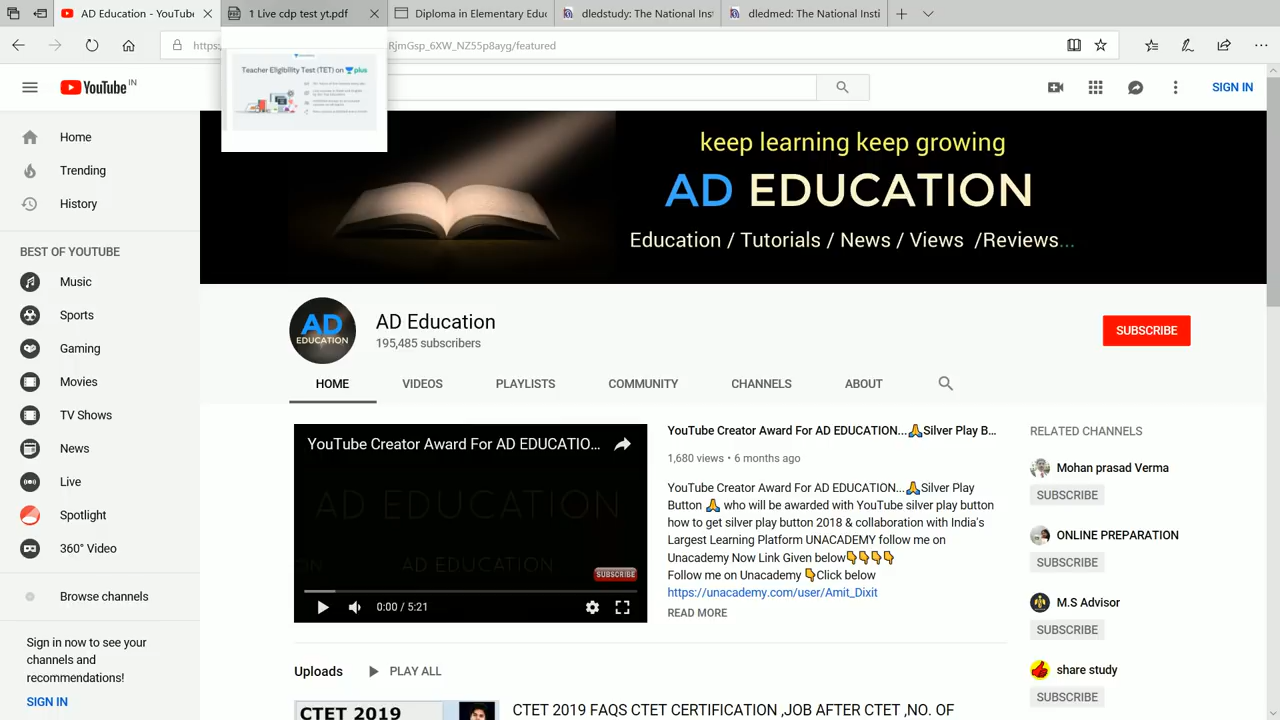 AD Education - YouTube
1 Live cdp test yt.pdf
Diploma in Elementary Educ
dledstudy: The National Ins
dledmed: The National Insti
RjmGsp_6XW_NZ55p8ayg/featured
Teacher Eligibility Test (TET) on plus
YouTube IN
SIGN IN
Home
Trending
History
BEST OF YOUTUBE
Music
Sports
Gaming
Movies
TV Shows
News
Live
Spotlight
360° Video
Browse channels
Sign in now to see your
channels and
recommendations!
SIGN IN
keep learning keep growing
AD EDUCATION
Education / Tutorials / News / Views /Reviews...
AD
EDUCATION
AD Education
195,485 subscribers
SUBSCRIBE
HOME
VIDEOS
PLAYLISTS
COMMUNITY
CHANNELS
ABOUT
YouTube Creator Award For AD EDUCATIO...
AD EDUCATION
AD EDUCATION
SUBSCRIBE
0:00 / 5:21
YouTube Creator Award For AD EDUCATION...🙏Silver Play B...
1,680 views • 6 months ago
YouTube Creator Award For AD EDUCATION...🙏Silver Play
Button 🙏 who will be awarded with YouTube silver play button
how to get silver play button 2018 & collaboration with India's
Largest Learning Platform UNACADEMY follow me on
Unacademy Now Link Given below👇👇👇👇
Follow me on Unacademy 👇Click below
https://unacademy.com/user/Amit_Dixit
READ MORE
RELATED CHANNELS
Mohan prasad Verma
SUBSCRIBE
ONLINE PREPARATION
SUBSCRIBE
M.S Advisor
SUBSCRIBE
share study
SUBSCRIBE
Uploads
PLAY ALL
CTET 2019
CTET 2019 FAQS CTET CERTIFICATION ,JOB AFTER CTET ,NO. OF